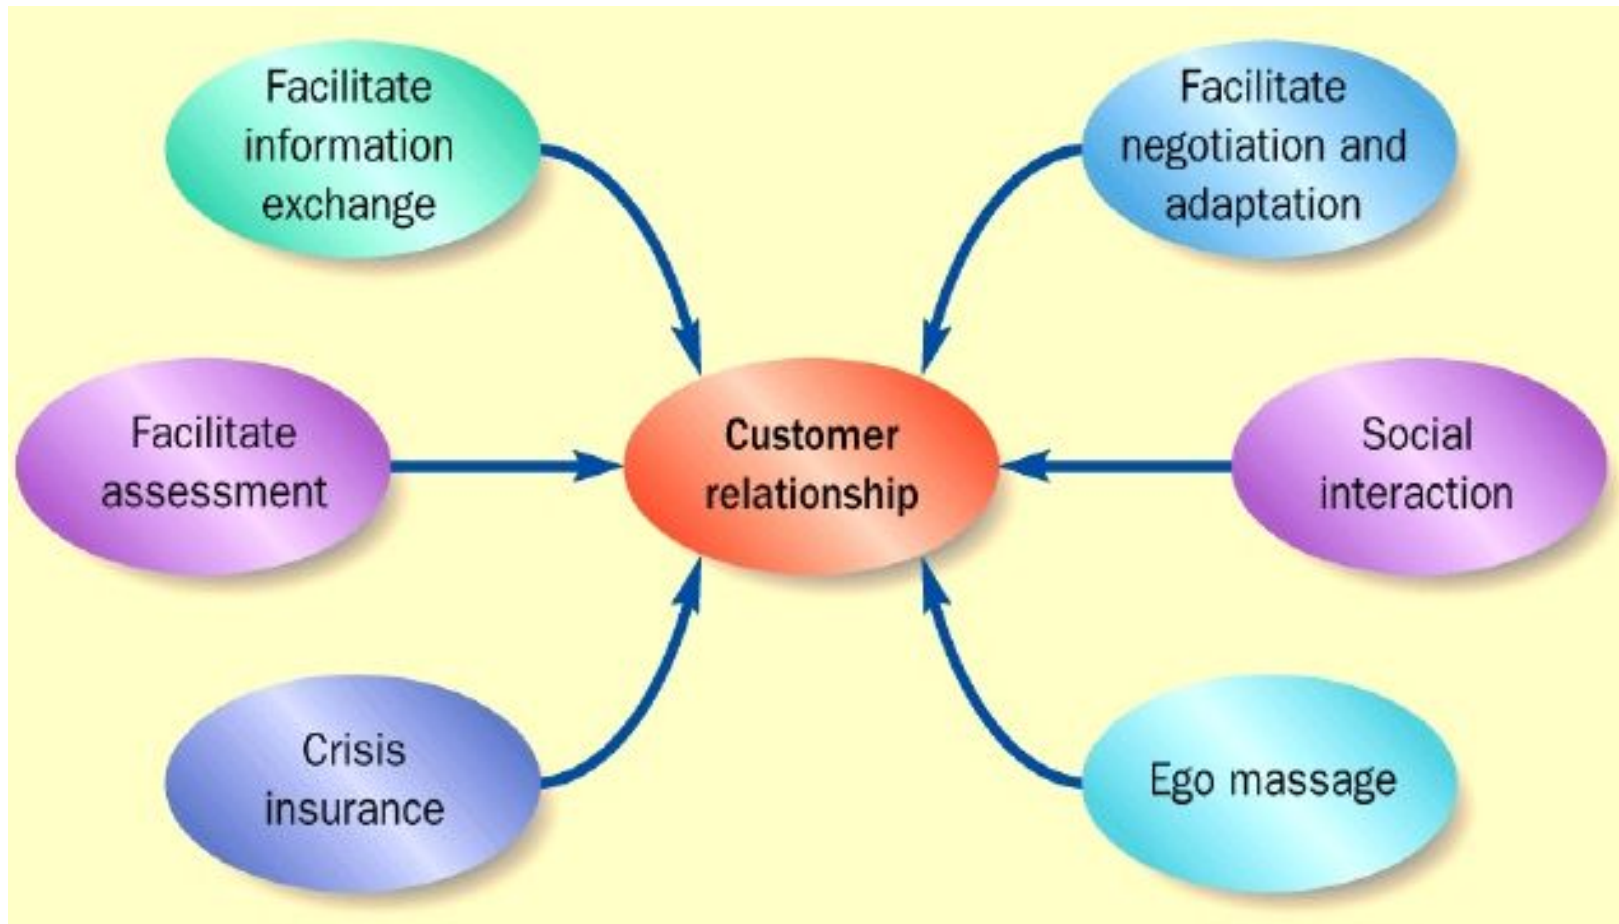 Facilitate
information
exchange
Facilitate
negotiation and
adaptation
Facilitate
assessment
Customer
relationship
Social
interaction
Crisis
insurance
Ego massage